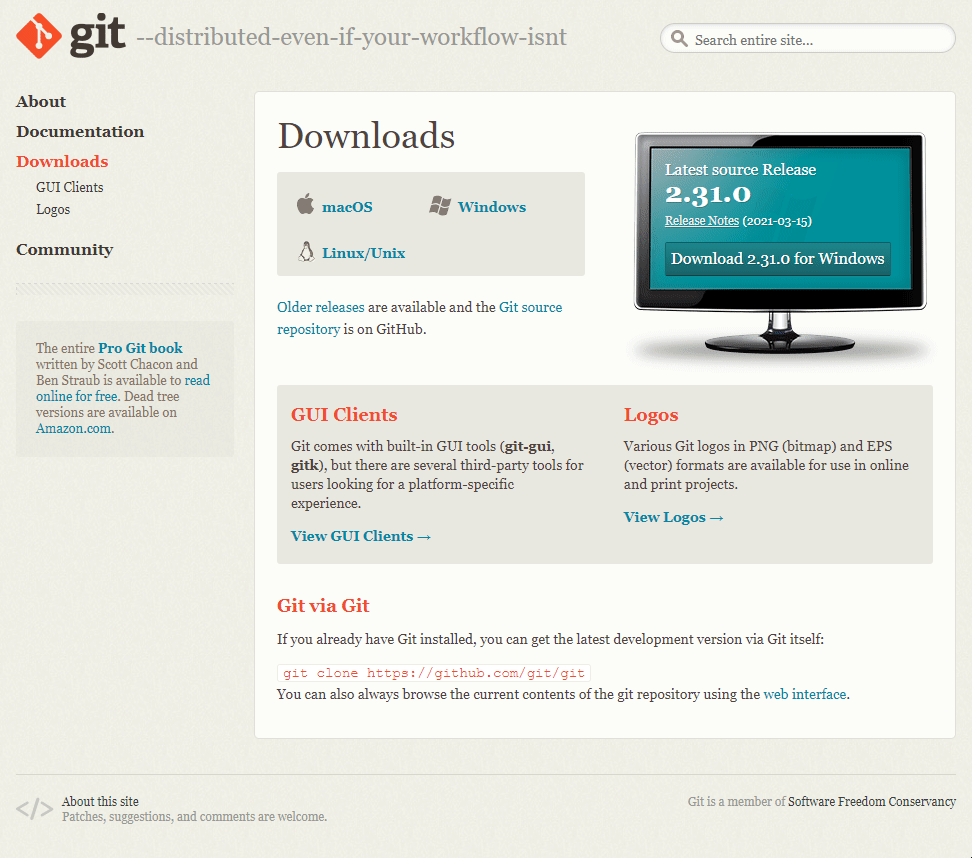 git --distributed-even-if-your-workflow-isnt
Search entire site...
About
Documentation
Downloads
GUI Clients
Logos
Community
The entire Pro Git book
written by Scott Chacon and
Ben Straub is available to read
online for free. Dead tree
versions are available on
Amazon.com.
Downloads
macOS
Windows
Linux/Unix
Older releases are available and the Git source
repository is on GitHub.
Latest source Release
2.31.0
Release Notes (2021-03-15)
Download 2.31.0 for Windows
GUI Clients
Git comes with built-in GUI tools (git-gui,
gitk), but there are several third-party tools for
users looking for a platform-specific
experience.
View GUI Clients →
Logos
Various Git logos in PNG (bitmap) and EPS
(vector) formats are available for use in online
and print projects.
View Logos →
Git via Git
If you already have Git installed, you can get the latest development version via Git itself:
git clone https://github.com/git/git
You can also always browse the current contents of the git repository using the web interface.
</> About this site
Patches, suggestions, and comments are welcome.
Git is a member of Software Freedom Conservancy